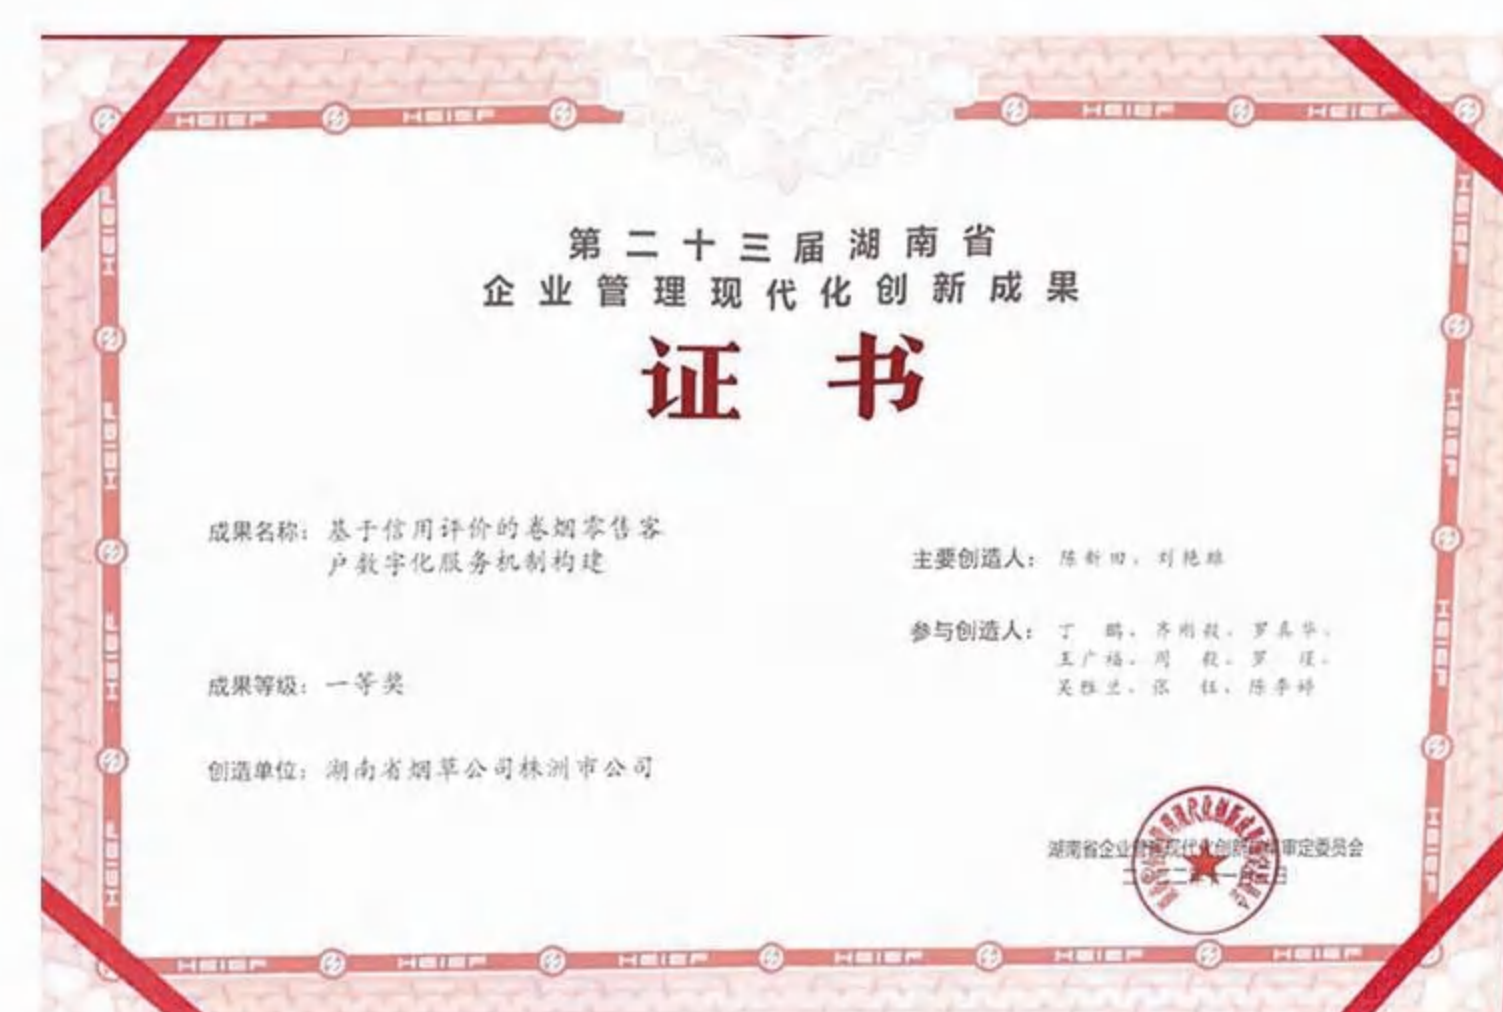 第二十三届湖南省
企业管理现代化创新成果
证书
成果名称：基于信用评价的卷烟零售客
户数字化服务机制构建
成果等级：一等奖
创造单位：湖南省烟草公司株洲市公司
主要创造人：陈新田、刘艳雄
参与创造人：丁 鹏、齐刚毅、罗真华、
王广福、周 毅、罗 瑾、
吴雅兰、张 钰、陈李婷
湖南省企业管理现代化创新成果审定委员会